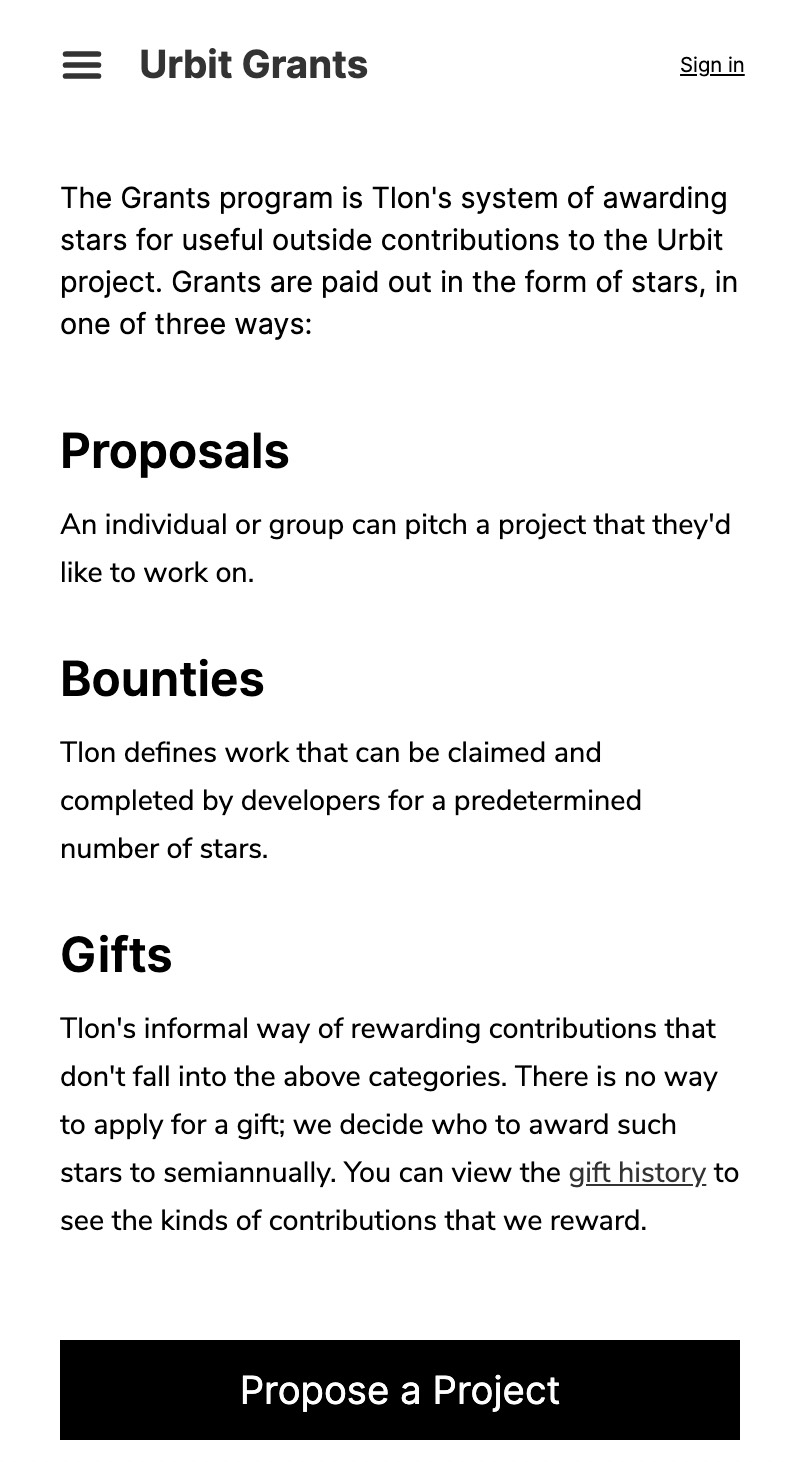 Urbit Grants
Sign in
The Grants program is Tlon's system of awarding
stars for useful outside contributions to the Urbit
project. Grants are paid out in the form of stars, in
one of three ways:
Proposals
An individual or group can pitch a project that they'd
like to work on.
Bounties
Tlon defines work that can be claimed and
completed by developers for a predetermined
number of stars.
Gifts
Tlon's informal way of rewarding contributions that
don't fall into the above categories. There is no way
to apply for a gift; we decide who to award such
stars to semiannually. You can view the gift history to
see the kinds of contributions that we reward.
Propose a Project